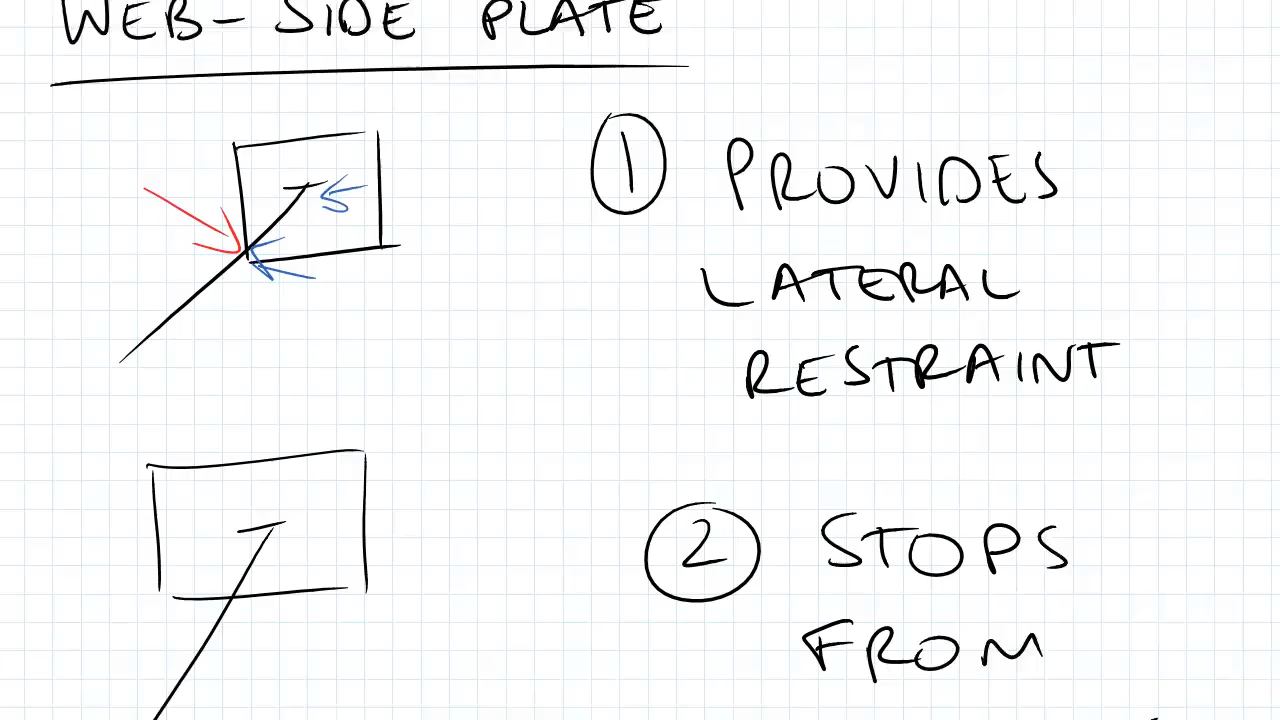 WEB-SIDE PLATE
1 PROVIDES
LATERAL
RESTRAINT
2 STOPS
FROM